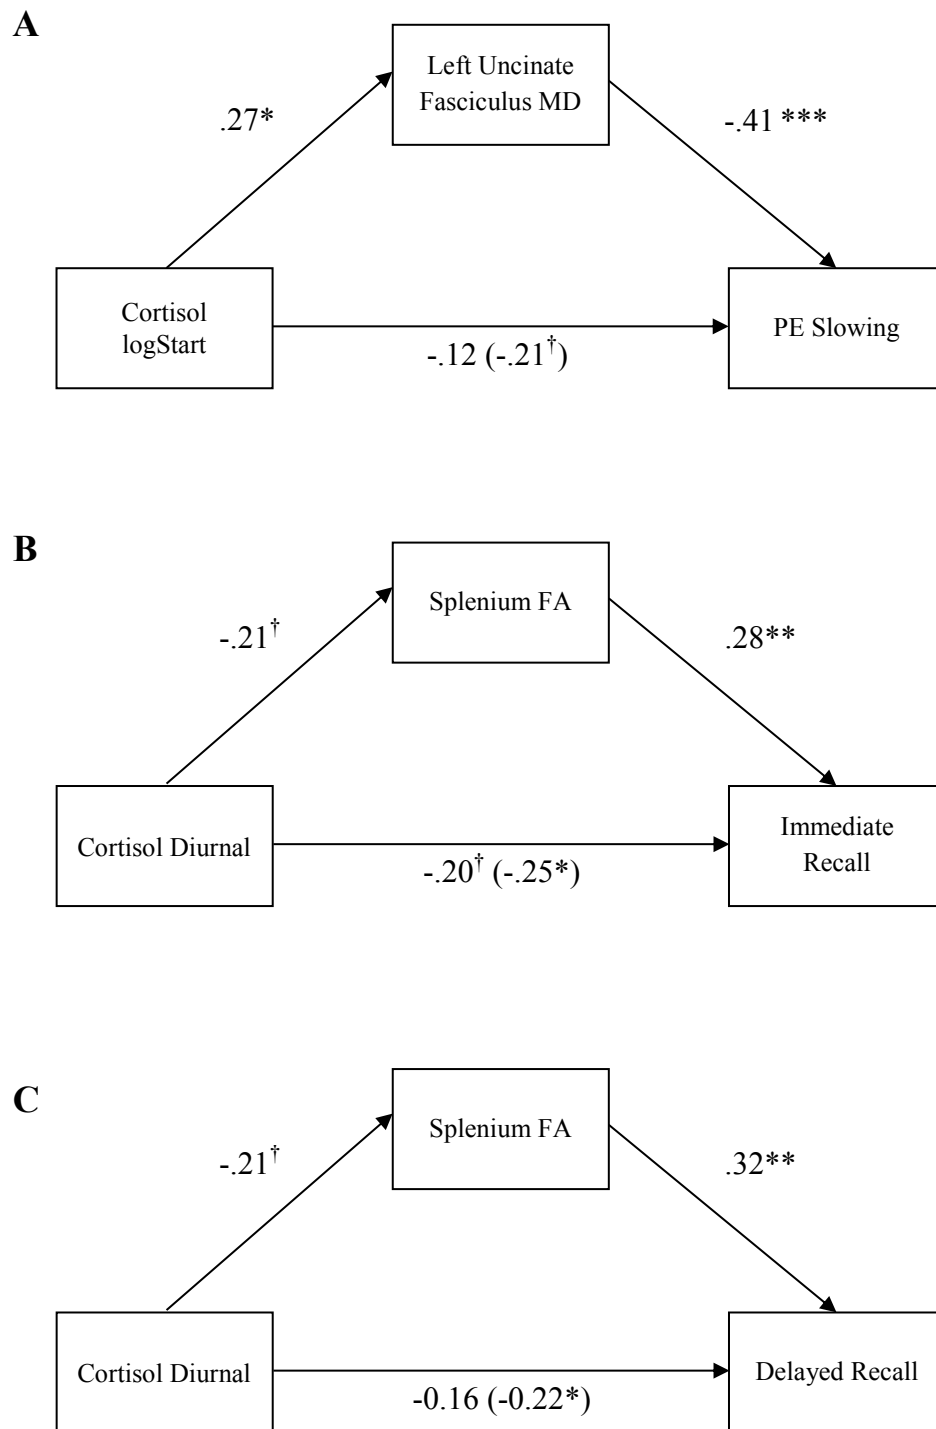 A
Left Uncinate
Fasciculus MD
.27*
-.41 ***
Cortisol
logStart
PE Slowing
-.12 (-.21†)
B
Splenium FA
-.21†
.28**
Cortisol Diurnal
Immediate
Recall
-.20† (-.25*)
C
Splenium FA
-.21†
.32**
Cortisol Diurnal
Delayed Recall
-0.16 (-0.22*)